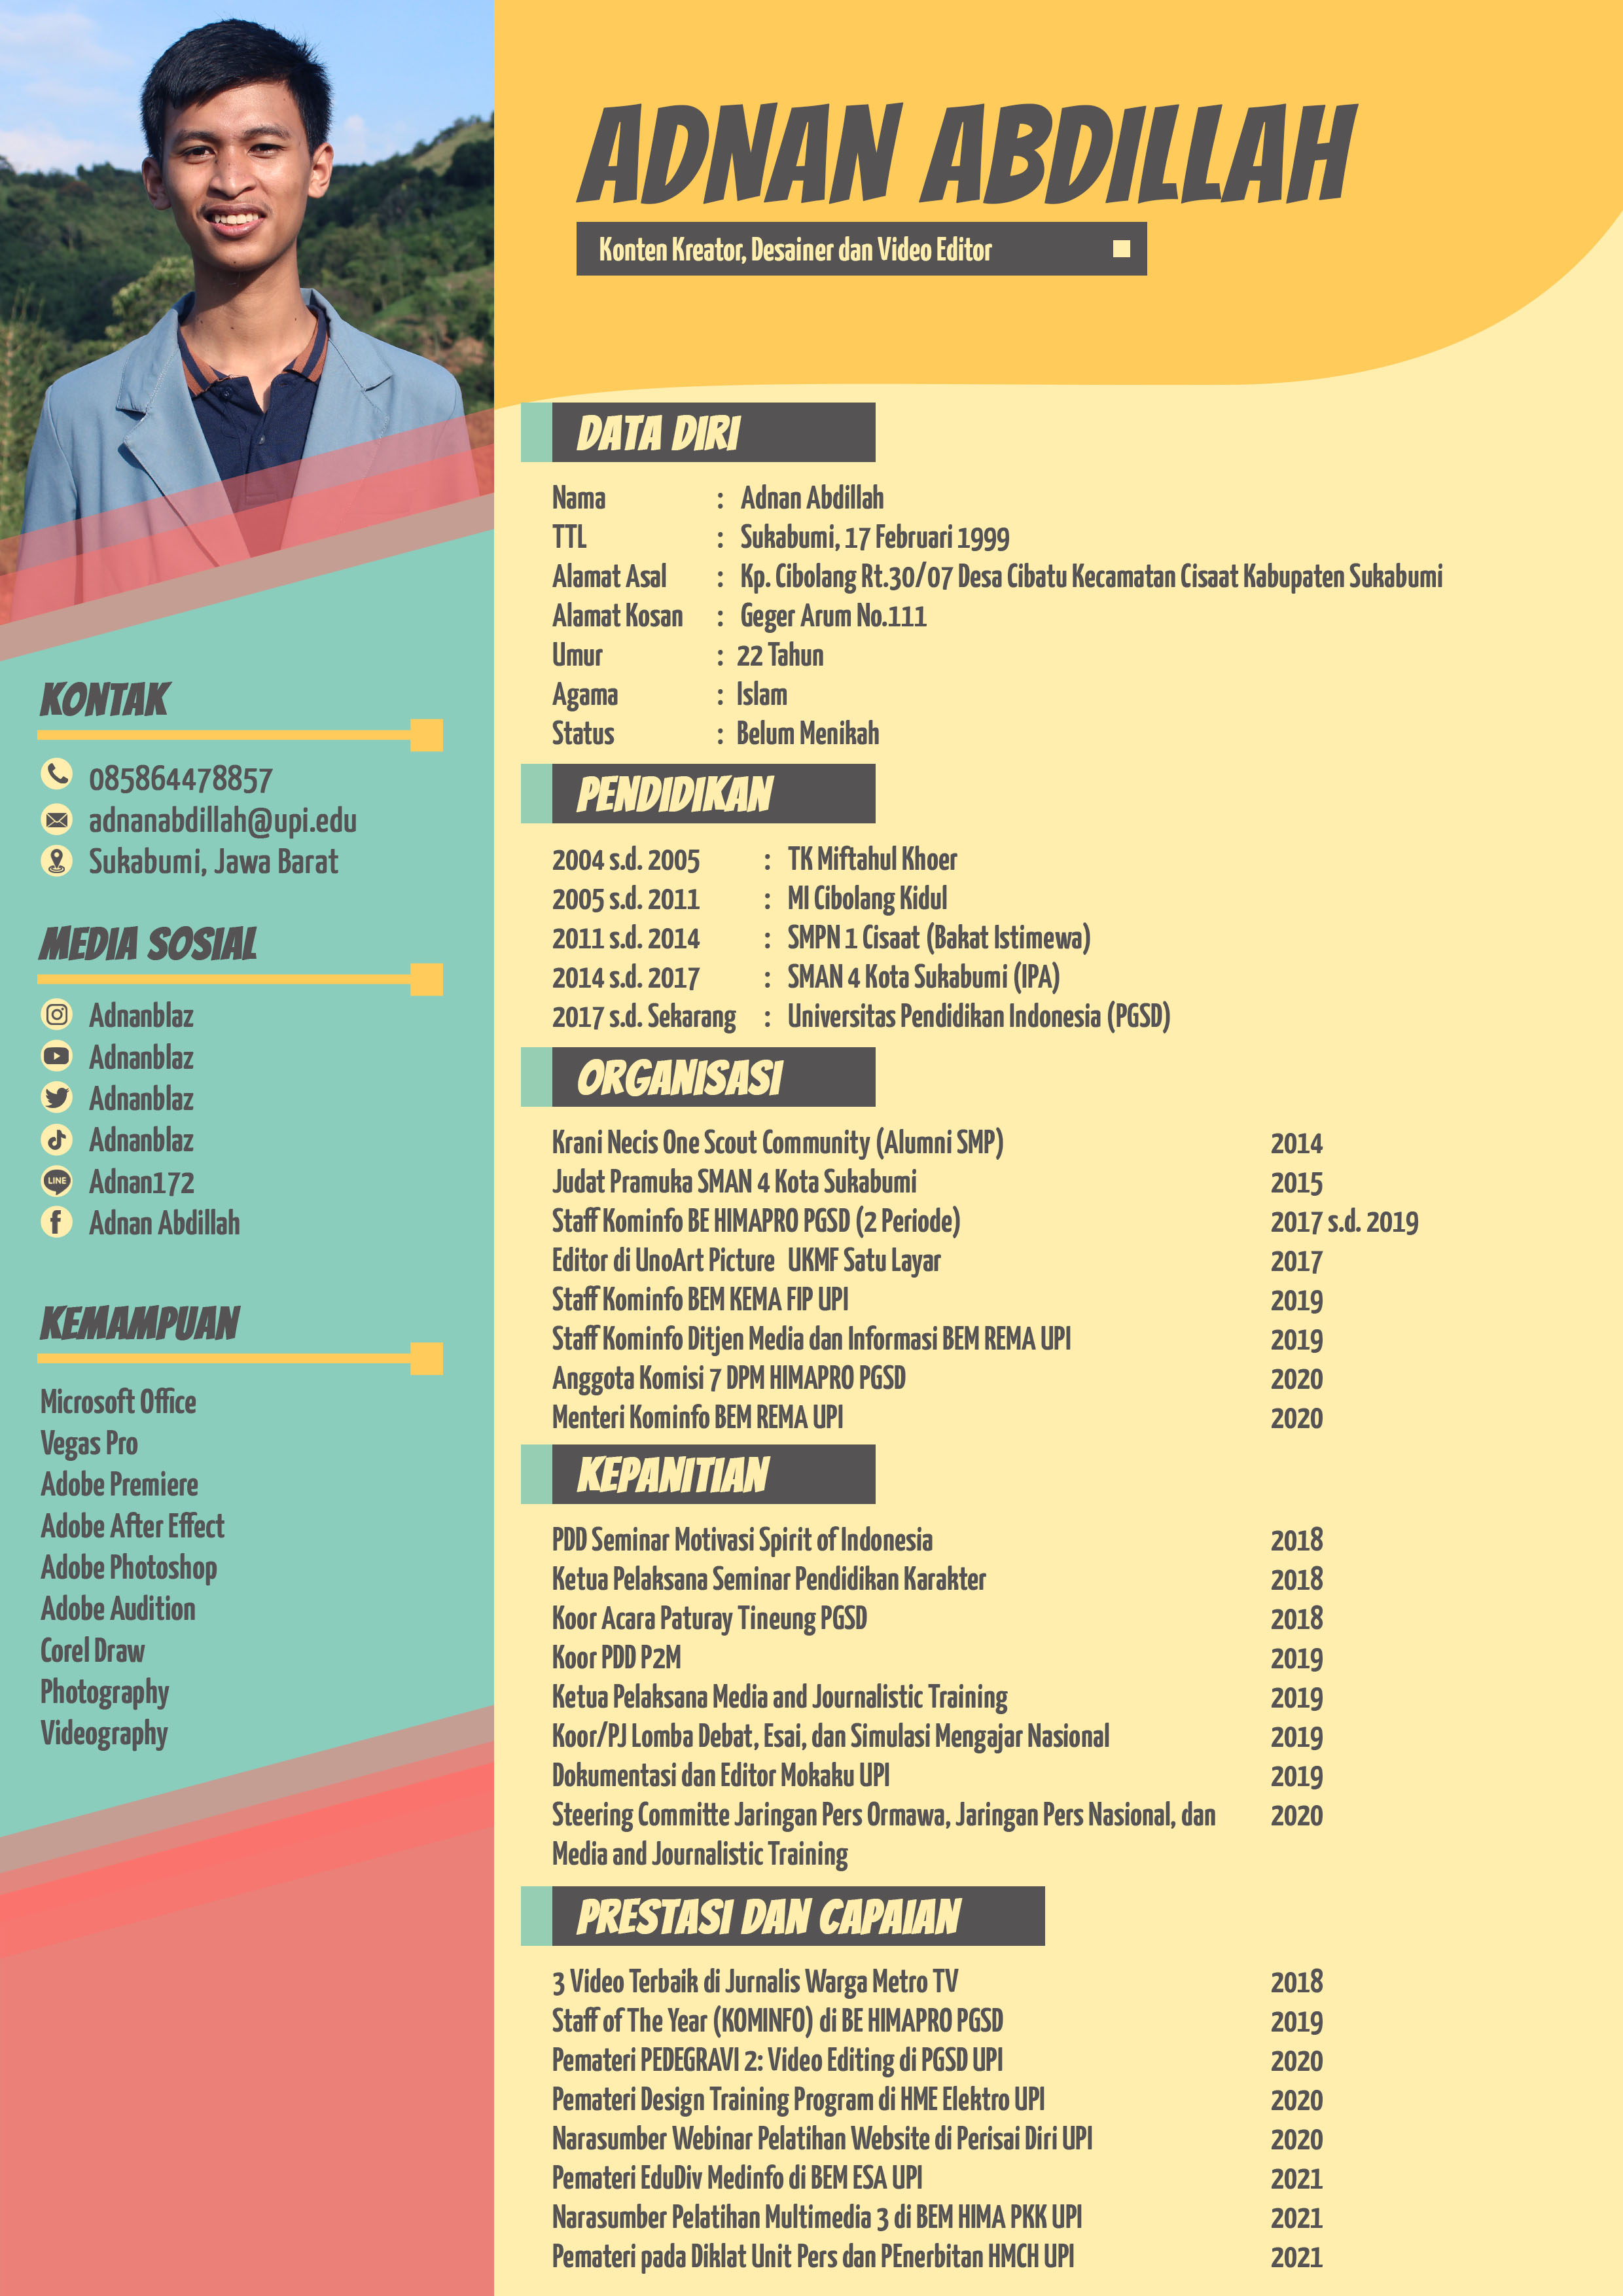 ADNAN ABDILLAH
Konten Kreator, Desainer dan Video Editor
KONTAK
085864478857
adnanabdillah@upi.edu
Sukabumi, Jawa Barat
MEDIA SOSIAL
Adnanblaz
Adnanblaz
Adnanblaz
Adnanblaz
LINE Adnan172
Adnan Abdillah
KEMAMPUAN
Microsoft Office
Vegas Pro
Adobe Premiere
Adobe After Effect
Adobe Photoshop
Adobe Audition
Corel Draw
Photography
Videography
DATA DIRI
Nama : Adnan Abdillah
TTL : Sukabumi, 17 Februari 1999
Alamat Asal : Kp. Cibolang Rt.30/07 Desa Cibatu Kecamatan Cisaat Kabupaten Sukabumi
Alamat Kosan : Geger Arum No.111
Umur : 22 Tahun
Agama : Islam
Status : Belum Menikah
PENDIDIKAN
2004 s.d. 2005 : TK Miftahul Khoer
2005 s.d. 2011 : MI Cibolang Kidul
2011 s.d. 2014 : SMPN 1 Cisaat (Bakat Istimewa)
2014 s.d. 2017 : SMAN 4 Kota Sukabumi (IPA)
2017 s.d. Sekarang : Universitas Pendidikan Indonesia (PGSD)
ORGANISASI
Krani Necis One Scout Community (Alumni SMP) 2014
Judat Pramuka SMAN 4 Kota Sukabumi 2015
Staff Kominfo BE HIMAPRO PGSD (2 Periode) 2017 s.d. 2019
Editor di UnoArt Picture UKMF Satu Layar 2017
Staff Kominfo BEM KEMA FIP UPI 2019
Staff Kominfo Ditjen Media dan Informasi BEM REMA UPI 2019
Anggota Komisi 7 DPM HIMAPRO PGSD 2020
Menteri Kominfo BEM REMA UPI 2020
KEPANITIAN
PDD Seminar Motivasi Spirit of Indonesia 2018
Ketua Pelaksana Seminar Pendidikan Karakter 2018
Koor Acara Paturay Tineung PGSD 2018
Koor PDD P2M 2019
Ketua Pelaksana Media and Journalistic Training 2019
Koor/PJ Lomba Debat, Esai, dan Simulasi Mengajar Nasional 2019
Dokumentasi dan Editor Mokaku UPI 2019
Steering Committe Jaringan Pers Ormawa, Jaringan Pers Nasional, dan 2020
Media and Journalistic Training
PRESTASI DAN CAPAIAN
3 Video Terbaik di Jurnalis Warga Metro TV 2018
Staff of The Year (KOMINFO) di BE HIMAPRO PGSD 2019
Pemateri PEDEGRAVI 2: Video Editing di PGSD UPI 2020
Pemateri Design Training Program di HME Elektro UPI 2020
Narasumber Webinar Pelatihan Website di Perisai Diri UPI 2020
Pemateri EduDiv Medinfo di BEM ESA UPI 2021
Narasumber Pelatihan Multimedia 3 di BEM HIMA PKK UPI 2021
Pemateri pada Diklat Unit Pers dan PEnerbitan HMCH UPI 2021